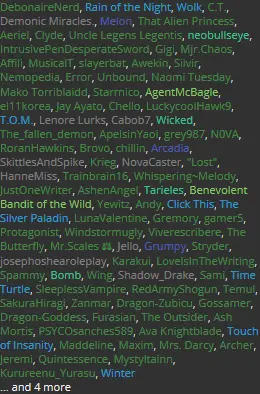 DebonaireNerd, Rain of the Night, Wolk, C.T.,
Demonic Miracles., Melon, That Alien Princess,
Aeriel, Clyde, Uncle Legens Legentis, neobullseye,
IntrusivePenDesperateSword, Gigi, Mjr.Chaos,
Affili, MusicalT, slayerbat, Awekin, Silvir,
Nemopedia, Error, Unbound, Naomi Tuesday,
Mako Torriblaidd, Starmico, AgentMcBagle,
el11korea, Jay Ayato, Chello, LuckycoolHawk9,
T.O.M., Lenore Lurks, Cabob7, Wicked,
The_fallen_demon, ApeisinYaoi, grey987, N0VA,
RoranHawkins, Brovo, chillin, Arcadia,
SkittlesAndSpike, Krieg, NovaCaster, “Lost”,
HanneMiss, Trainbrain16, Whispering~Melody,
JustOneWriter, AshenAngel, Tarieles, Benevolent
Bandit of the Wild, Yewitz, Andy, Click This, The
Silver Paladin, LunaValentine, Gremory, gamer5,
Protagonist, Windstormugly, Viverescribere, The
Butterfly, Mr.Scales, Jello, Grumpy, Stryder,
josephoshearoleplay, Karakui, LoveIsInTheWriting,
Spammy, Bomb, Wing, Shadow_Drake, Sami, Time
Turtle, SleeplessVampire, RedArmyShogun, Temul,
SakuraHiragi, Zanmar, Dragon-Zubicu, Gossamer,
Dragon-Goddess, Furasian, The Outsider, Ash
Mortis, PSYCOsanches589, Ava Knightblade, Touch
of Insanity, Maddeline, Maxim, Mrs. Darcy, Archer,
Jeremi, Quintessence, MystyItainn,
Kurureenu_Yurasu, Winter
... and 4 more